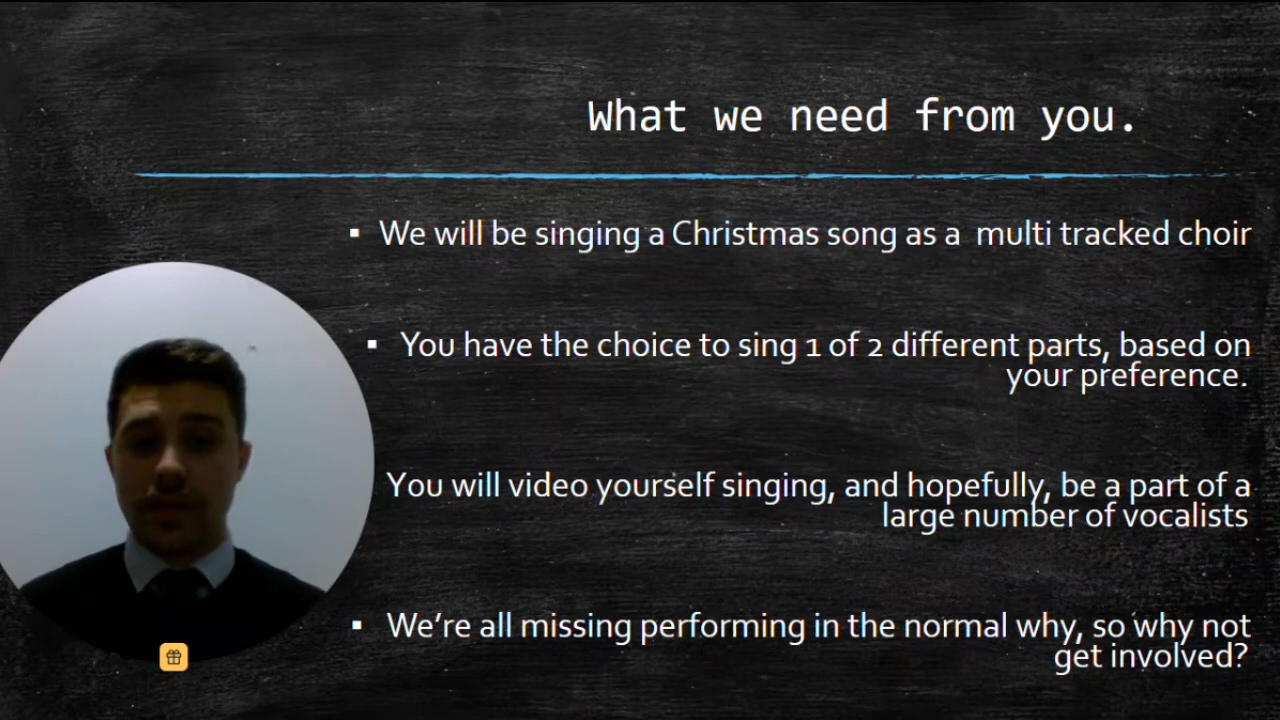 What we need from you.
▪ We will be singing a Christmas song as a  multi tracked choir
▪ You have the choice to sing 1 of 2 different parts, based on
your preference.
You will video yourself singing, and hopefully, be a part of a
large number of vocalists
▪ We’re all missing performing in the normal why, so why not
get involved?